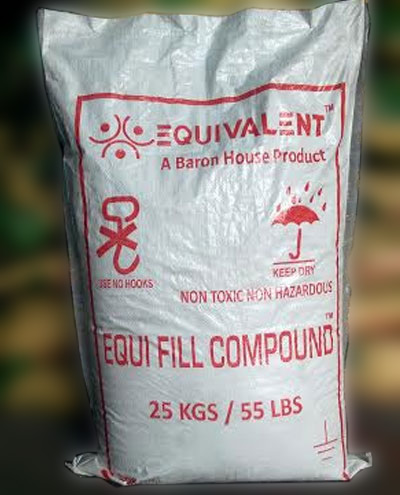 EQUIVALENT™
A Baron House Product
USE NO HOOKS
KEEP DRY
NON TOXIC NON HAZARDOUS
EQUI FILL COMPOUND™
25 KGS / 55 LBS